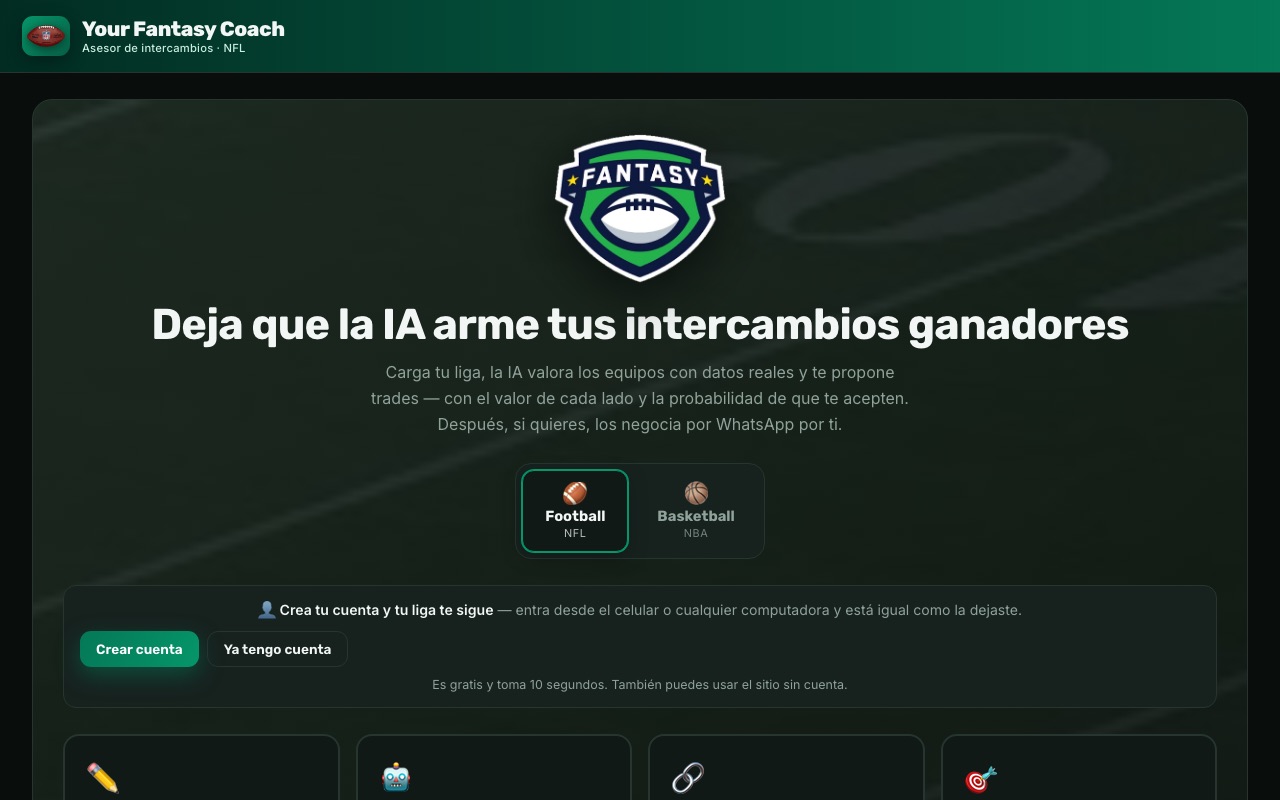 Your Fantasy Coach
Asesor de intercambios · NFL
FANTASY
Deja que la IA arme tus intercambios ganadores
Carga tu liga, la IA valora los equipos con datos reales y te propone
trades — con el valor de cada lado y la probabilidad de que te acepten.
Después, si quieres, los negocia por WhatsApp por ti.
Football
NFL
Basketball
NBA
Crea tu cuenta y tu liga te sigue — entra desde el celular o cualquier computadora y está igual como la dejaste.
Crear cuenta
Ya tengo cuenta
Es gratis y toma 10 segundos. También puedes usar el sitio sin cuenta.